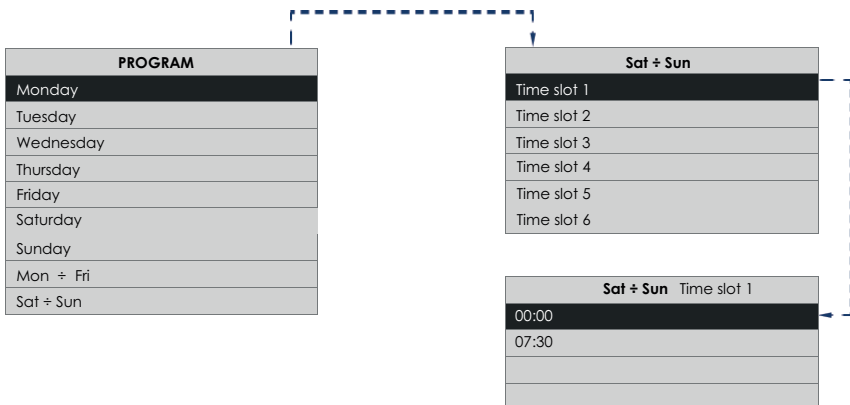 PROGRAM
Monday
Tuesday
Wednesday
Thursday
Friday
Saturday
Sunday
Mon ÷ Fri
Sat ÷ Sun
Sat ÷ Sun
Time slot 1
Time slot 2
Time slot 3
Time slot 4
Time slot 5
Time slot 6
Sat ÷ Sun Time slot 1
00:00
07:30